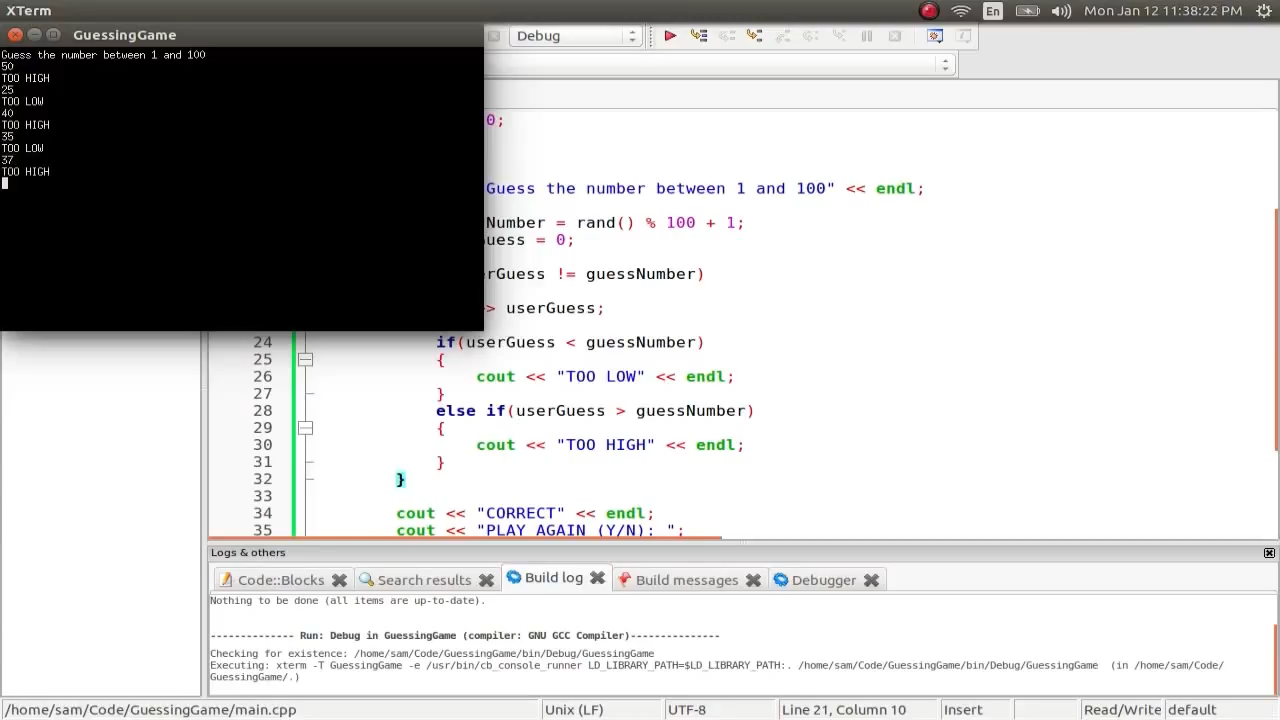 XTerm
En
Mon Jan 12 11:38:22 PM
GuessingGame
Guess the number between 1 and 100
50
TOO HIGH
25
TOO LOW
40
TOO HIGH
35
TOO LOW
37
TOO HIGH
Debug
0;
Guess the number between 1 and 100" << endl;
Number = rand() % 100 + 1;
uess = 0;
erGuess != guessNumber)
> userGuess;
24 if(userGuess < guessNumber)
25 {
26 cout << "TOO LOW" << endl;
27 }
28 else if(userGuess > guessNumber)
29 {
30 cout << "TOO HIGH" << endl;
31 }
32 }
33
34 cout << "CORRECT" << endl;
35 cout << "PLAY AGAIN (Y/N): ";
Logs & others
Code::Blocks
Search results
Build log
Build messages
Debugger
Nothing to be done (all items are up-to-date).
-------------- Run: Debug in GuessingGame (compiler: GNU GCC Compiler)---------------
Checking for existence: /home/sam/Code/GuessingGame/bin/Debug/GuessingGame
Executing: xterm -T GuessingGame -e /usr/bin/cb_console_runner LD_LIBRARY_PATH=$LD_LIBRARY_PATH:. /home/sam/Code/GuessingGame/bin/Debug/GuessingGame (in /home/sam/Code/
GuessingGame/.)
/home/sam/Code/GuessingGame/main.cpp
Unix (LF)
UTF-8
Line 21, Column 10
Insert
Read/Write
default